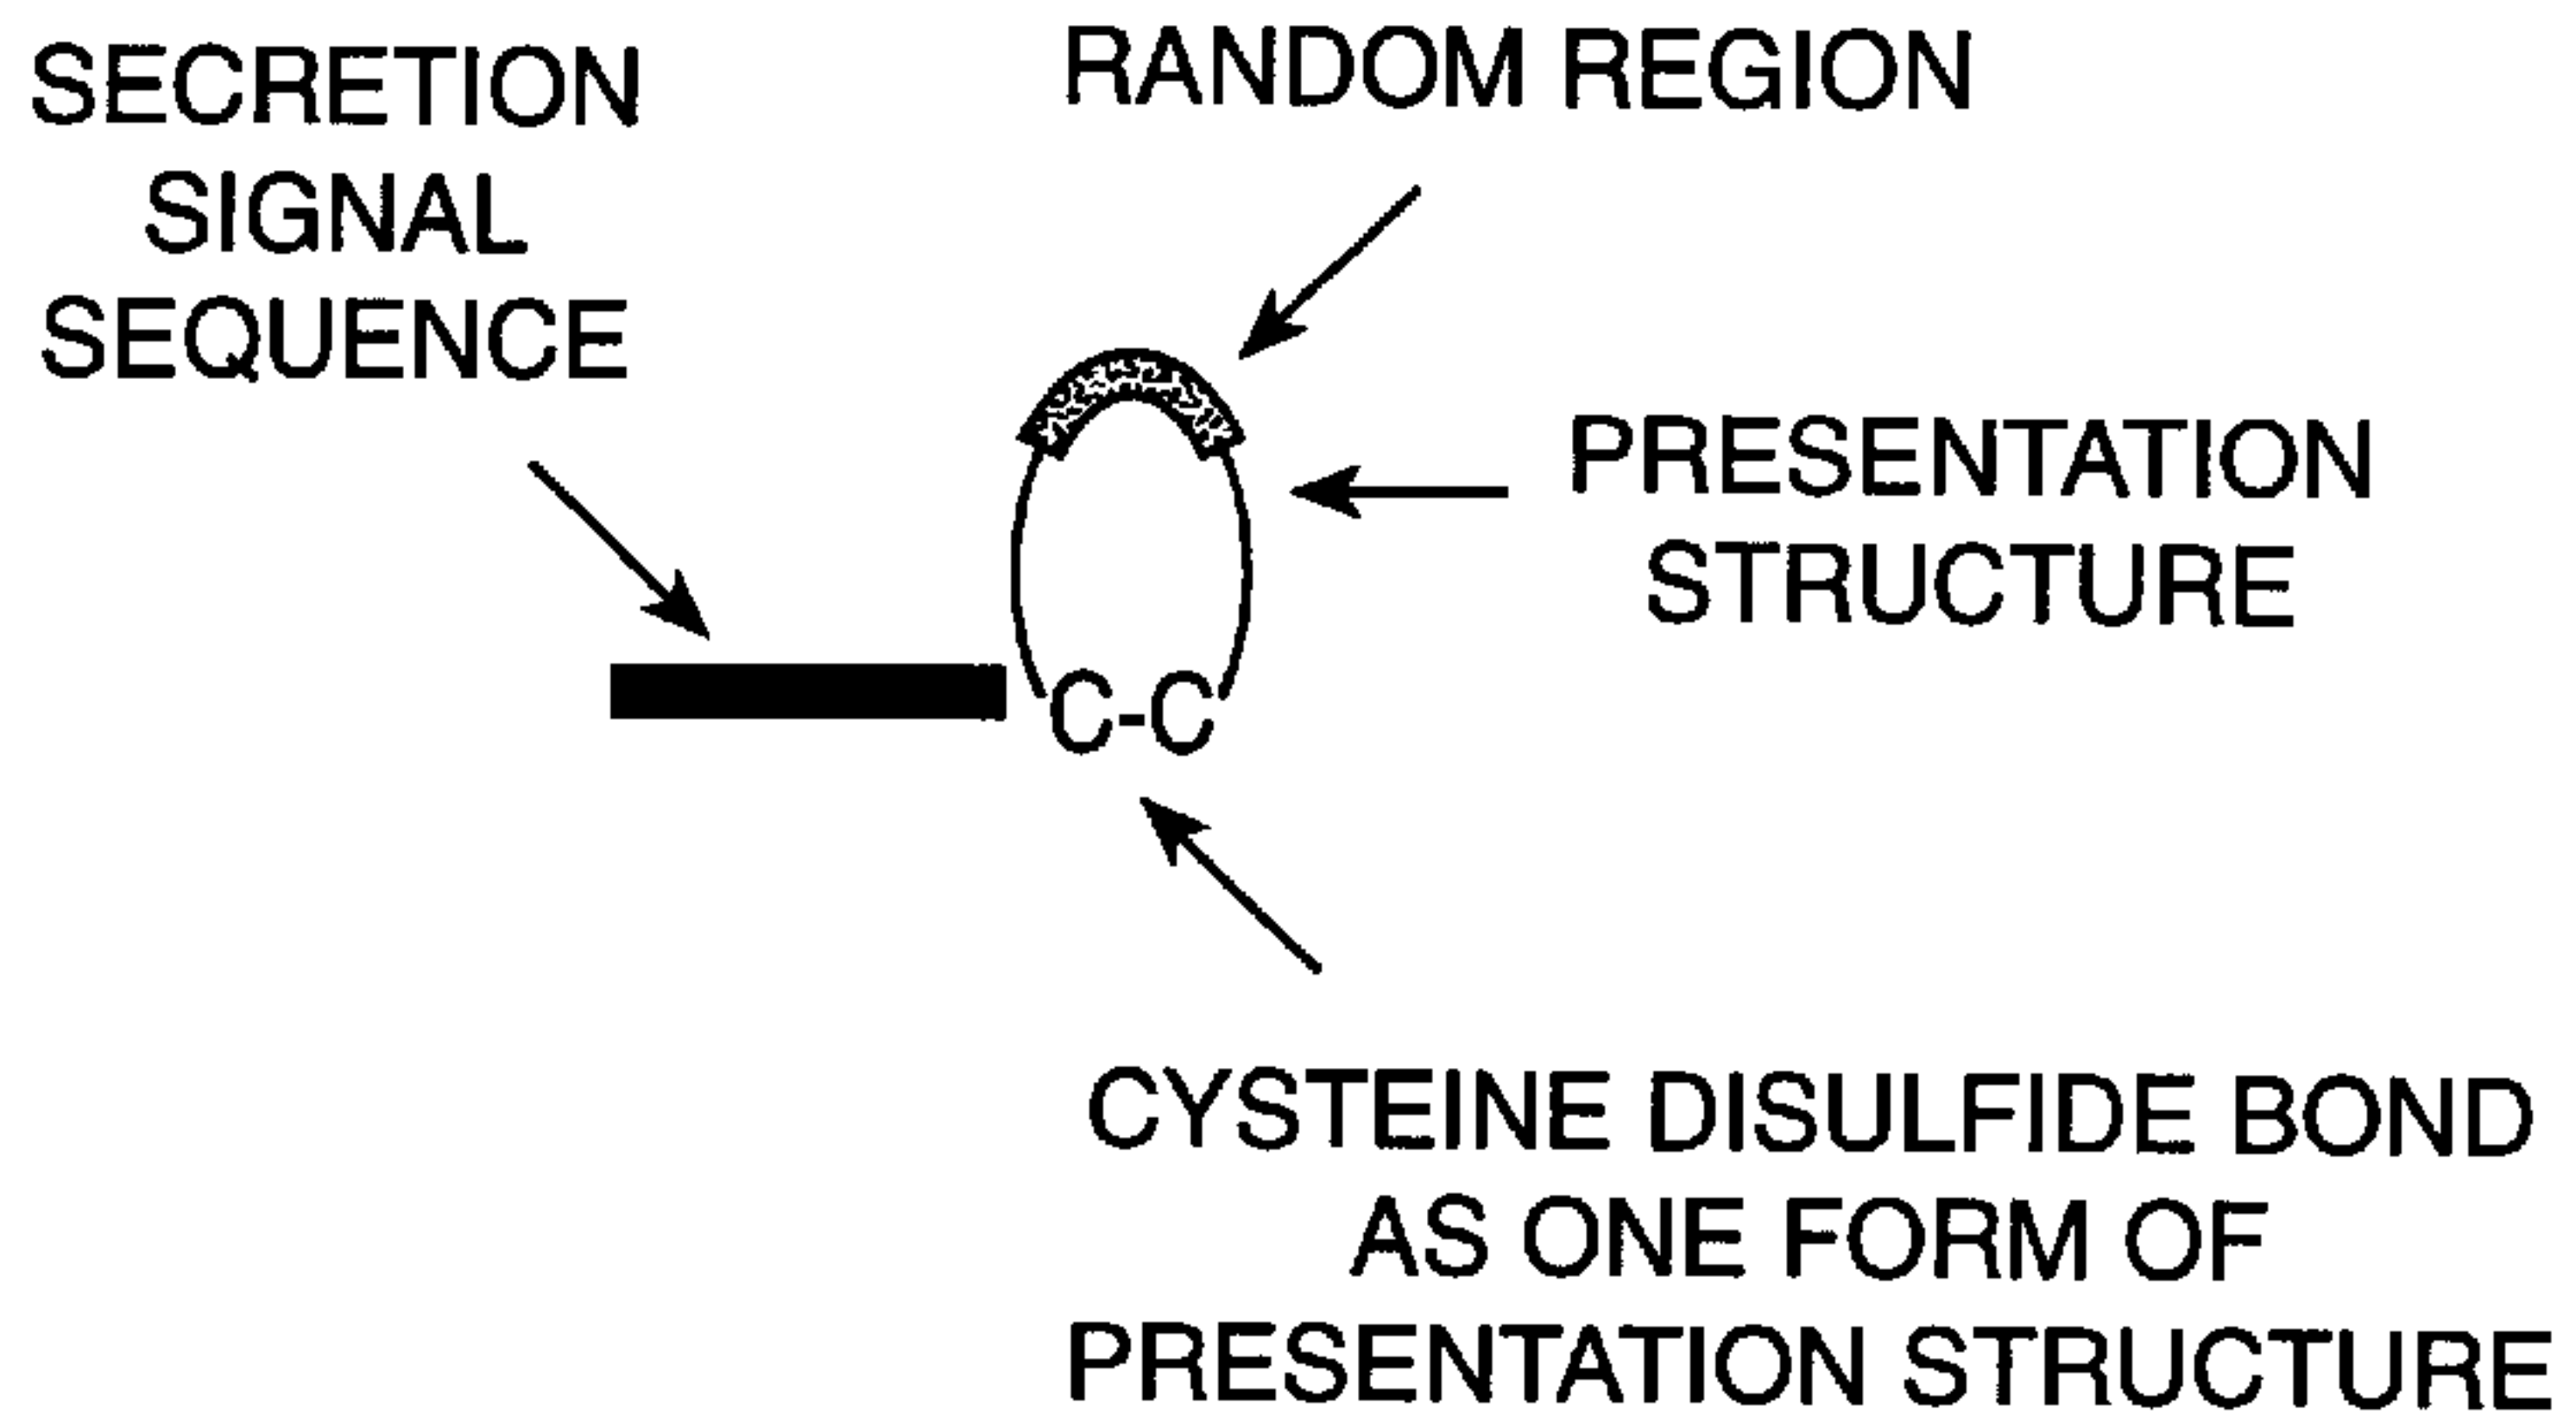 SECRETION
SIGNAL
SEQUENCE
RANDOM REGION
PRESENTATION
STRUCTURE
C-C
CYSTEINE DISULFIDE BOND
AS ONE FORM OF
PRESENTATION STRUCTURE